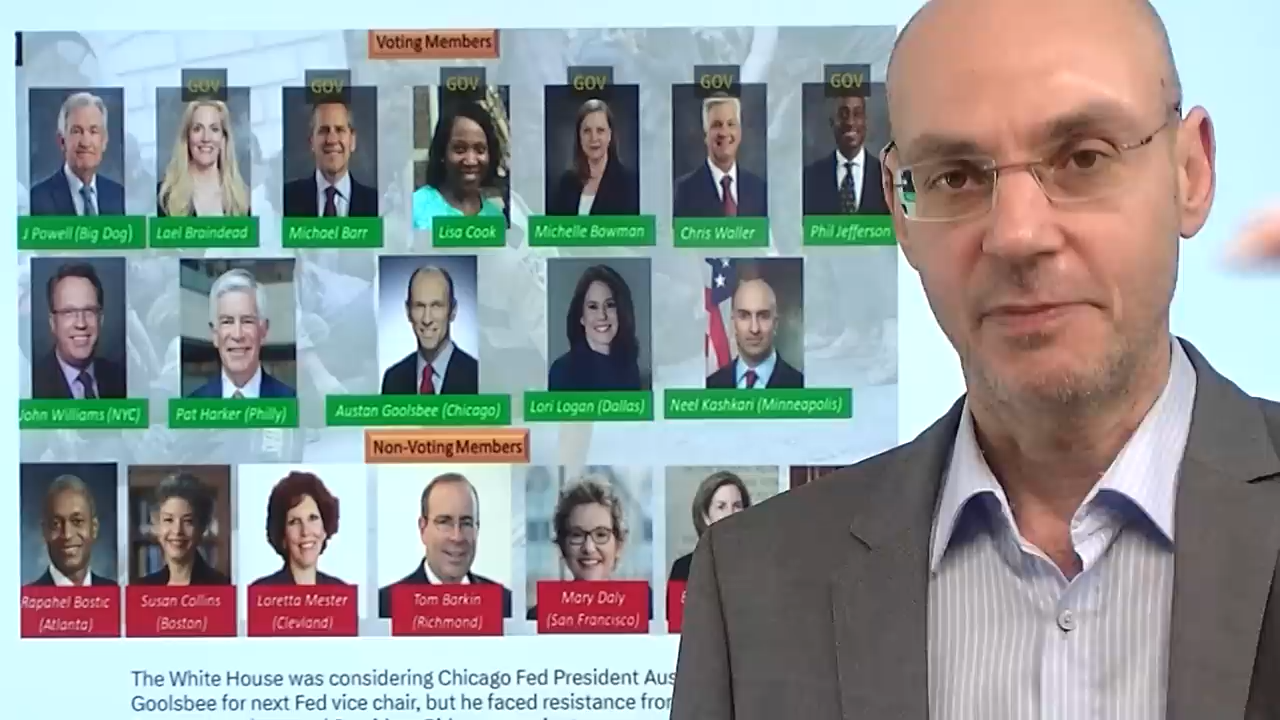 Voting Members
GOV GOV GOV GOV GOV GOV
J Powell (Big Dog) Lael Braindead Michael Barr Lisa Cook Michelle Bowman Chris Waller Phil Jefferson
John Williams (NYC) Pat Harker (Philly) Austan Goolsbee (Chicago) Lori Logan (Dallas) Neel Kashkari (Minneapolis)
Non-Voting Members
Rapahel Bostic Susan Collins Loretta Mester Tom Barkin Mary Daly
(Atlanta) (Boston) (Clevland) (Richmond) (San Francisco)
The White House was considering Chicago Fed President Aus
Goolsbee for next Fed vice chair, but he faced resistance from